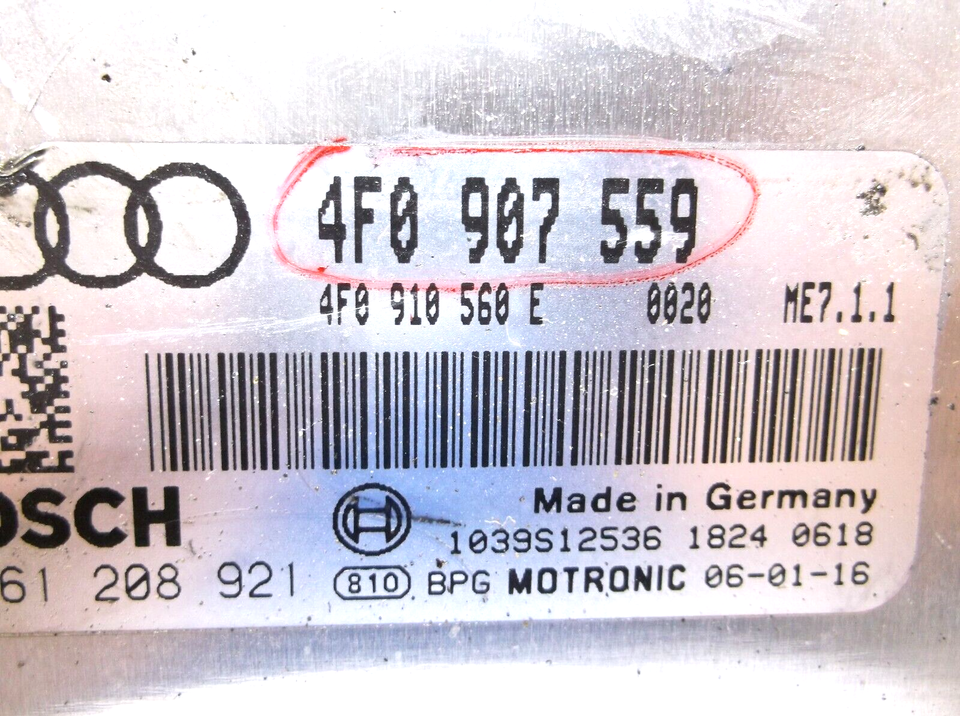 4F0 907 559
4F0 910 560 E 0020 ME7.1.1
OSCH
Made in Germany
1039S12536 1824 0618
61 208 921 810 BPG MOTRONIC 06-01-16